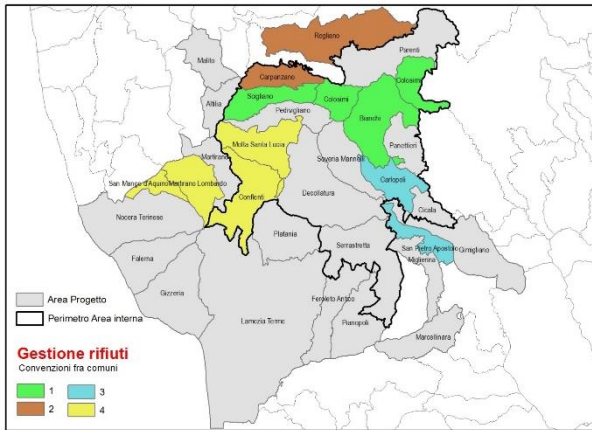 Rogliano
Parenti
Malito
Carpanzano
Colosimi
Altilia
Scigliano
Colosimi
Bianchi
Pedivigliano
Motta Santa Lucia
Panettieri
Soveria Mannelli
Martirano
Carlopoli
San Mango d'Aquino
Martirano Lombardo
Conflenti
Decollatura
Cicala
Nocera Terinese
Platania
Serrastretta
San Pietro Apostolo
Gimigliano
Miglierina
Falerna
Gizzeria
Feroleto Antico
Lamezia Terme
Pianopoli
Marcellinara
Area Progetto
Perimetro Area interna
Gestione rifiuti
Convenzioni fra comuni
1
3
2
4